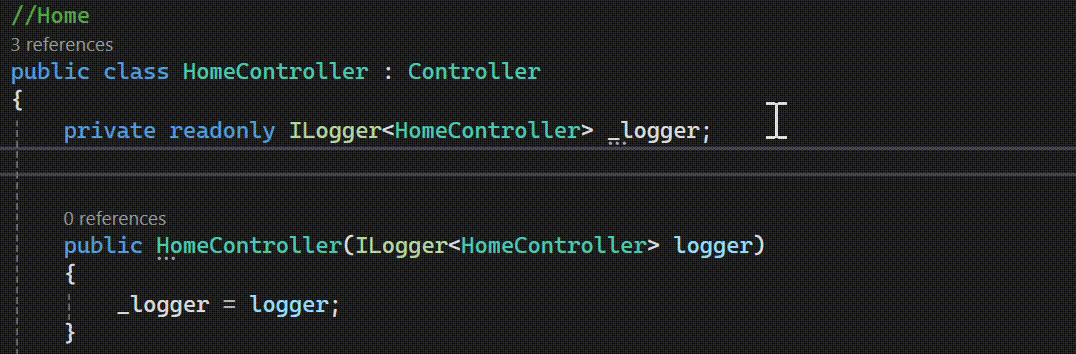 //Home
3 references
public class HomeController : Controller
{
private readonly ILogger<HomeController> _logger;
0 references
public HomeController(ILogger<HomeController> logger)
{
_logger = logger;
}